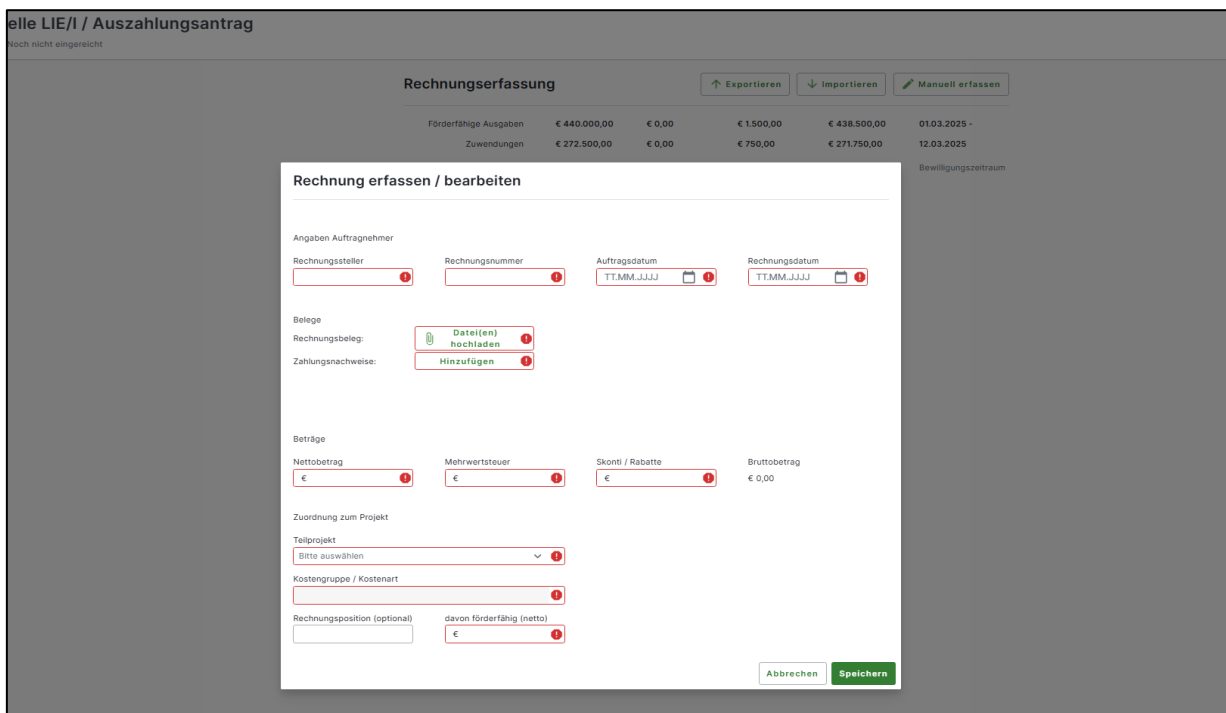 elle LIE/I / Auszahlungsantrag
Noch nicht eingereicht
Rechnungserfassung
Exportieren
Importieren
Manuell erfassen
Förderfähige Ausgaben € 440.000,00 € 0,00 € 1.500,00 € 438.500,00 01.03.2025 -
Zuwendungen € 272.500,00 € 0,00 € 750,00 € 271.750,00 12.03.2025
Bewilligungszeitraum
Rechnung erfassen / bearbeiten
Angaben Auftragnehmer
Rechnungssteller Rechnungsnummer Auftragsdatum Rechnungsdatum
TT.MM.JJJJ TT.MM.JJJJ
Belege
Rechnungsbeleg:
Datei(en)
hochladen
Zahlungsnachweise: Hinzufügen
Beträge
Nettobetrag Mehrwertsteuer Skonti / Rabatte Bruttobetrag
€ € € € 0,00
Zuordnung zum Projekt
Teilprojekt
Bitte auswählen
Kostengruppe / Kostenart
Rechnungsposition (optional) davon förderfähig (netto)
€
Abbrechen Speichern